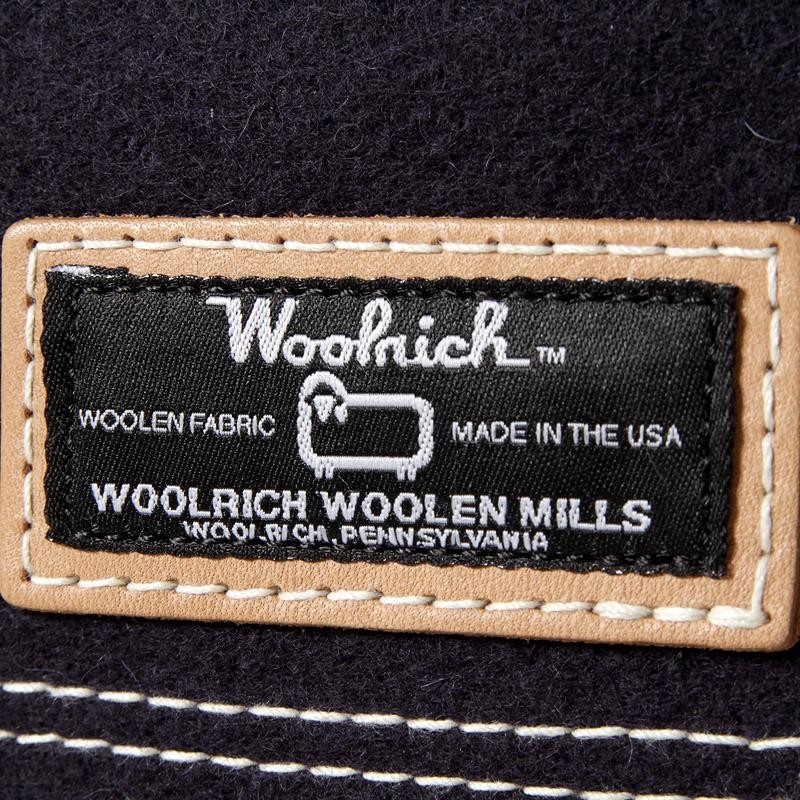 Woolrich™
WOOLEN FABRIC MADE IN THE USA
WOOLRICH WOOLEN MILLS
WOOLRICH, PENNSYLVANIA